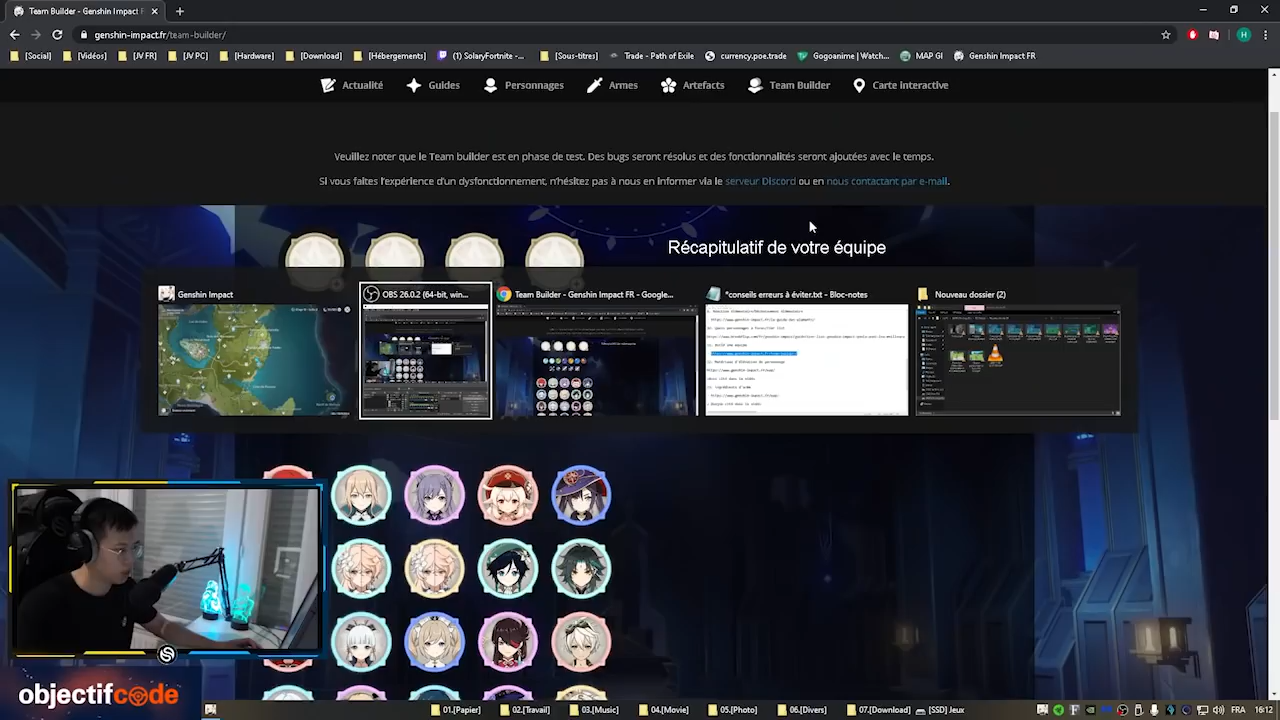 Team Builder - Genshin Impact F
genshin-impact.fr/team-builder/
[Social] [Vidéos] [JV FR] [JV PC] [Hardware] [Download] [Hébergements] (1) SolaryFortnite -... [Sous-titres] Trade - Path of Exile currency.poe.trade Gogoanime | Watch... MAP GI Genshin Impact FR
Actualité Guides Personnages Armes Artefacts Team Builder Carte interactive
Veuillez noter que le Team builder est en phase de test. Des bugs seront résolus et des fonctionnalités seront ajoutées avec le temps.
Si vous faites l'expérience d'un dysfonctionnement, n'hésitez pas à nous en informer via le serveur Discord ou en nous contactant par e-mail.
Récapitulatif de votre équipe
Genshin Impact OBS 26.0.2 (64-bit, win... Team Builder - Genshin Impact FR - Google... *conseils erreurs à éviter.txt - Bloc-notes Nouveau dossier (2)
objectifcode
01.[Papier] 02.[Travail] 03.[Music] 04.[Movie] 05.[Photo] 06.[Divers] 07.[Download] [SSD] Jeux FRA 16:12